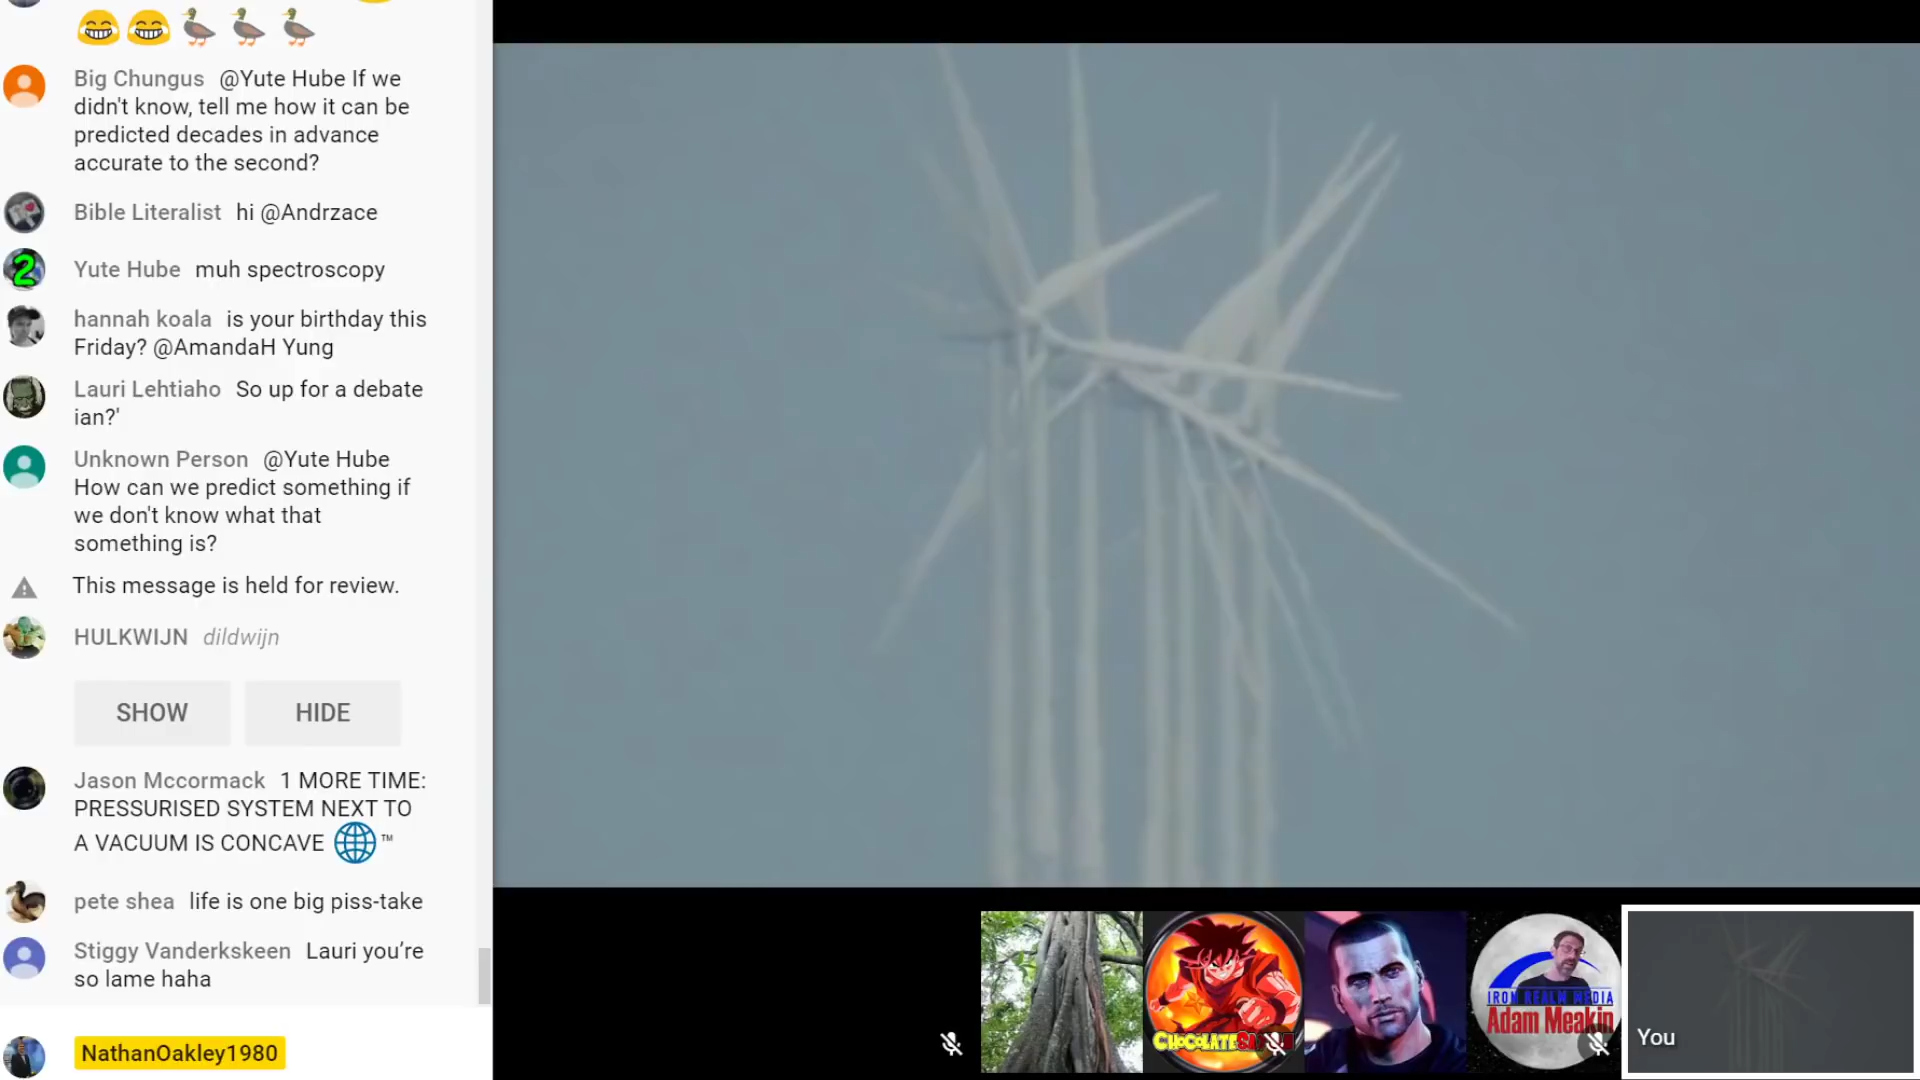 Big Chungus @Yute Hube If we
didn't know, tell me how it can be
predicted decades in advance
accurate to the second?
Bible Literalist hi @Andrzace
2
Yute Hube muh spectroscopy
hannah koala is your birthday this
Friday? @AmandaH Yung
Lauri Lehtiaho So up for a debate
ian?'
Unknown Person @Yute Hube
How can we predict something if
we don't know what that
something is?
This message is held for review.
HULKWIJN dildwijn
SHOW HIDE
Jason Mccormack 1 MORE TIME:
PRESSURISED SYSTEM NEXT TO
A VACUUM IS CONCAVE ™
pete shea life is one big piss-take
Stiggy Vanderkskeen Lauri you’re
so lame haha
NathanOakley1980
IRON REALM MEDIA
Adam Meakin
You